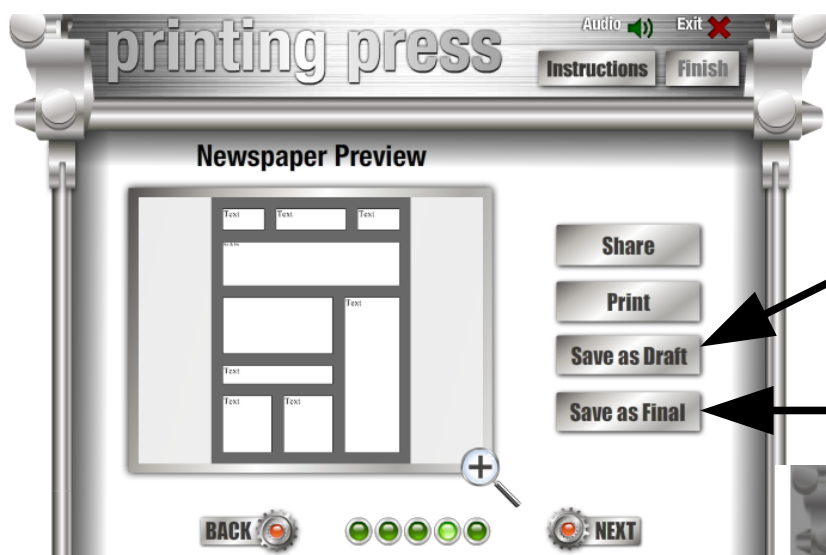 Audio Exit
printing press
Instructions Finish
Newspaper Preview
Text Text Text
Text
Text
Text Text
Share
Print
Save as Draft
Save as Final
BACK NEXT